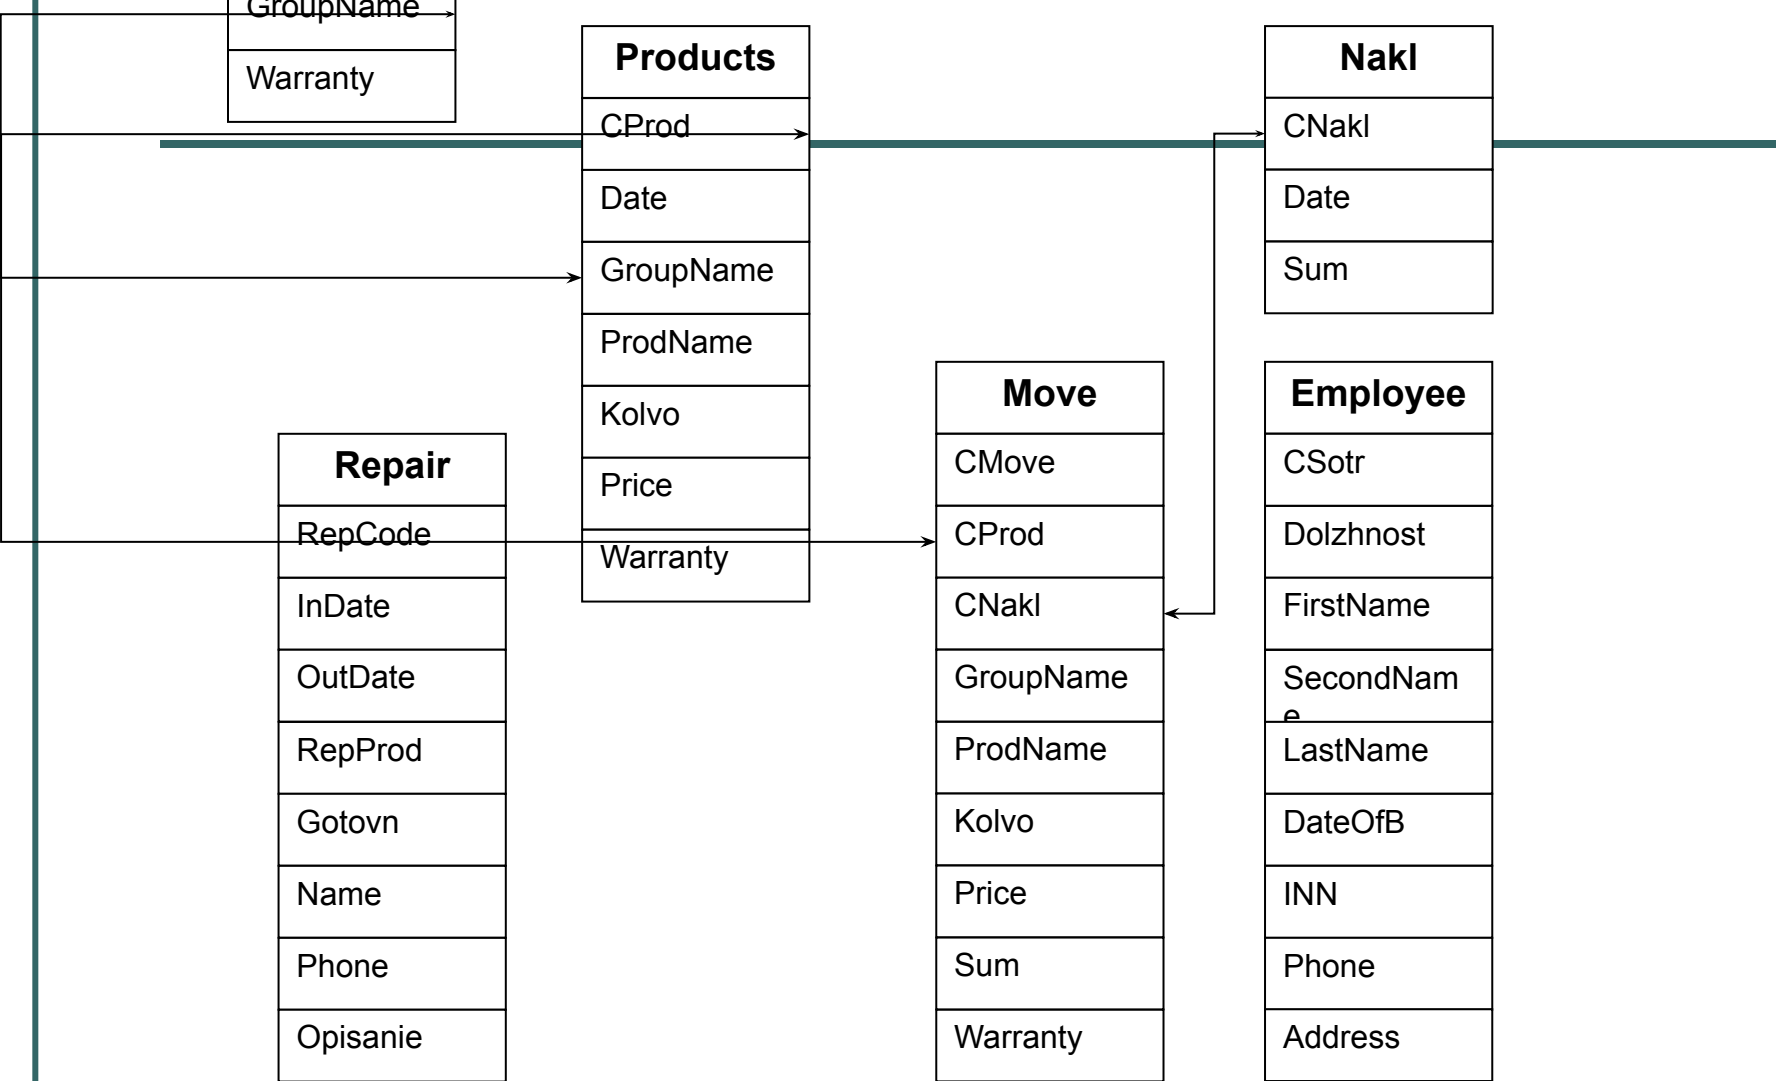 GroupName
Warranty
Products
CProd
Date
GroupName
ProdName
Kolvo
Price
Warranty
Nakl
CNakl
Date
Sum
Repair
RepCode
InDate
OutDate
RepProd
Gotovn
Name
Phone
Opisanie
Move
CMove
CProd
CNakl
GroupName
ProdName
Kolvo
Price
Sum
Warranty
Employee
CSotr
Dolzhnost
FirstName
SecondNam
e
LastName
DateOfB
INN
Phone
Address